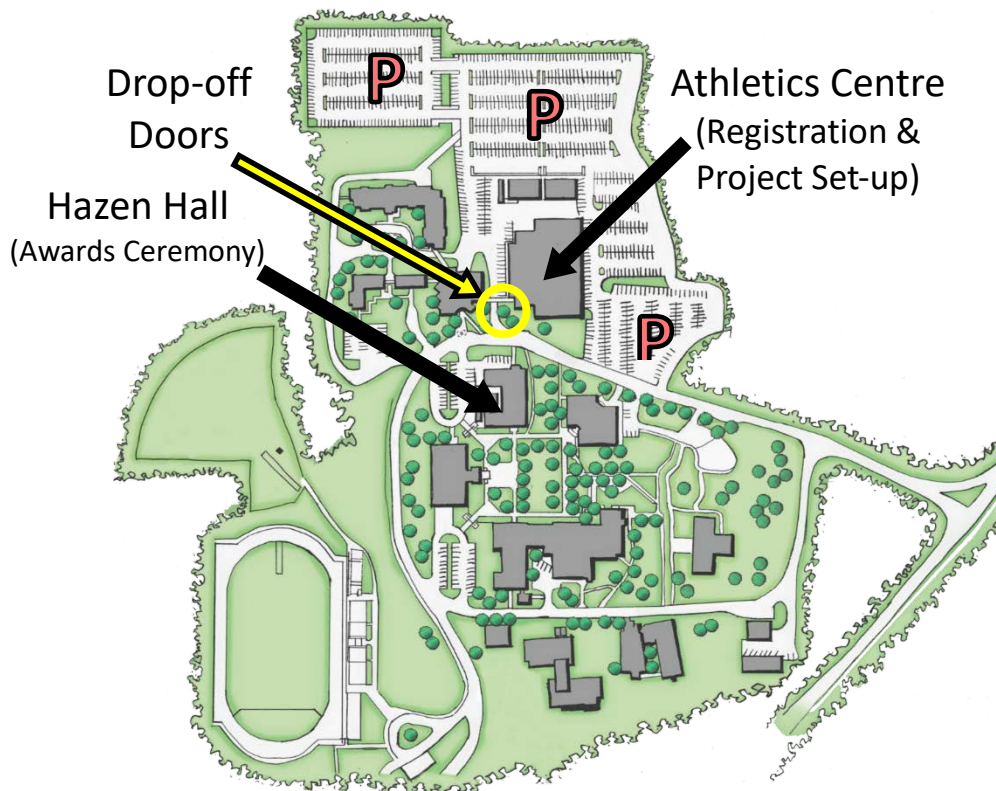 Drop-off
Doors
Hazen Hall
(Awards Ceremony)
P
P
Athletics Centre
(Registration &
Project Set-up)
P